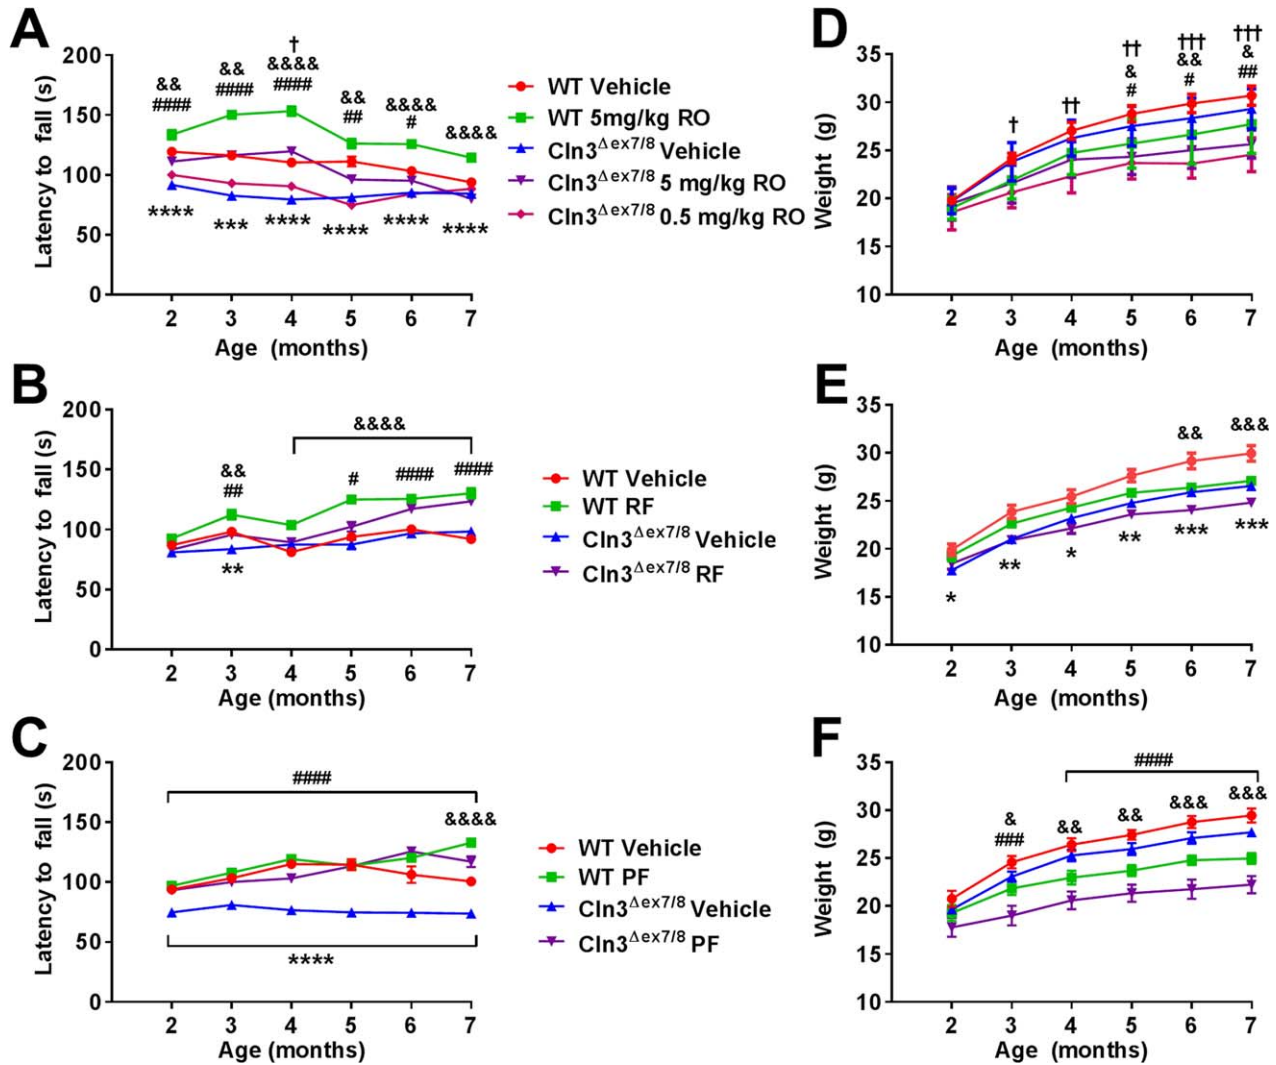 A
200
150
100
50
0
Latency to fall (s)
†
&& && &&&& && &&&& &&&&
#### #### #### ## #
**** *** **** **** **** ****
2 3 4 5 6 7
Age (months)
WT Vehicle
WT 5mg/kg RO
Cln3Δex7/8 Vehicle
Cln3Δex7/8 5 mg/kg RO
Cln3Δex7/8 0.5 mg/kg RO
D
35
30
25
20
15
10
Weight (g)
† †† †† ††† †††
& && &
# # ##
2 3 4 5 6 7
Age (months)
B
200
150
100
50
0
Latency to fall (s)
&&&&
&&
## # #### ####
**
2 3 4 5 6 7
Age (months)
WT Vehicle
WT RF
Cln3Δex7/8 Vehicle
Cln3Δex7/8 RF
E
35
30
25
20
15
10
Weight (g)
&& &&&
* ** * ** *** ***
2 3 4 5 6 7
Age (months)
C
200
150
100
50
0
Latency to fall (s)
####
&&&&
****
2 3 4 5 6 7
Age (months)
WT Vehicle
WT PF
Cln3Δex7/8 Vehicle
Cln3Δex7/8 PF
F
35
30
25
20
15
10
Weight (g)
####
& && && &&& &&&
###
2 3 4 5 6 7
Age (months)